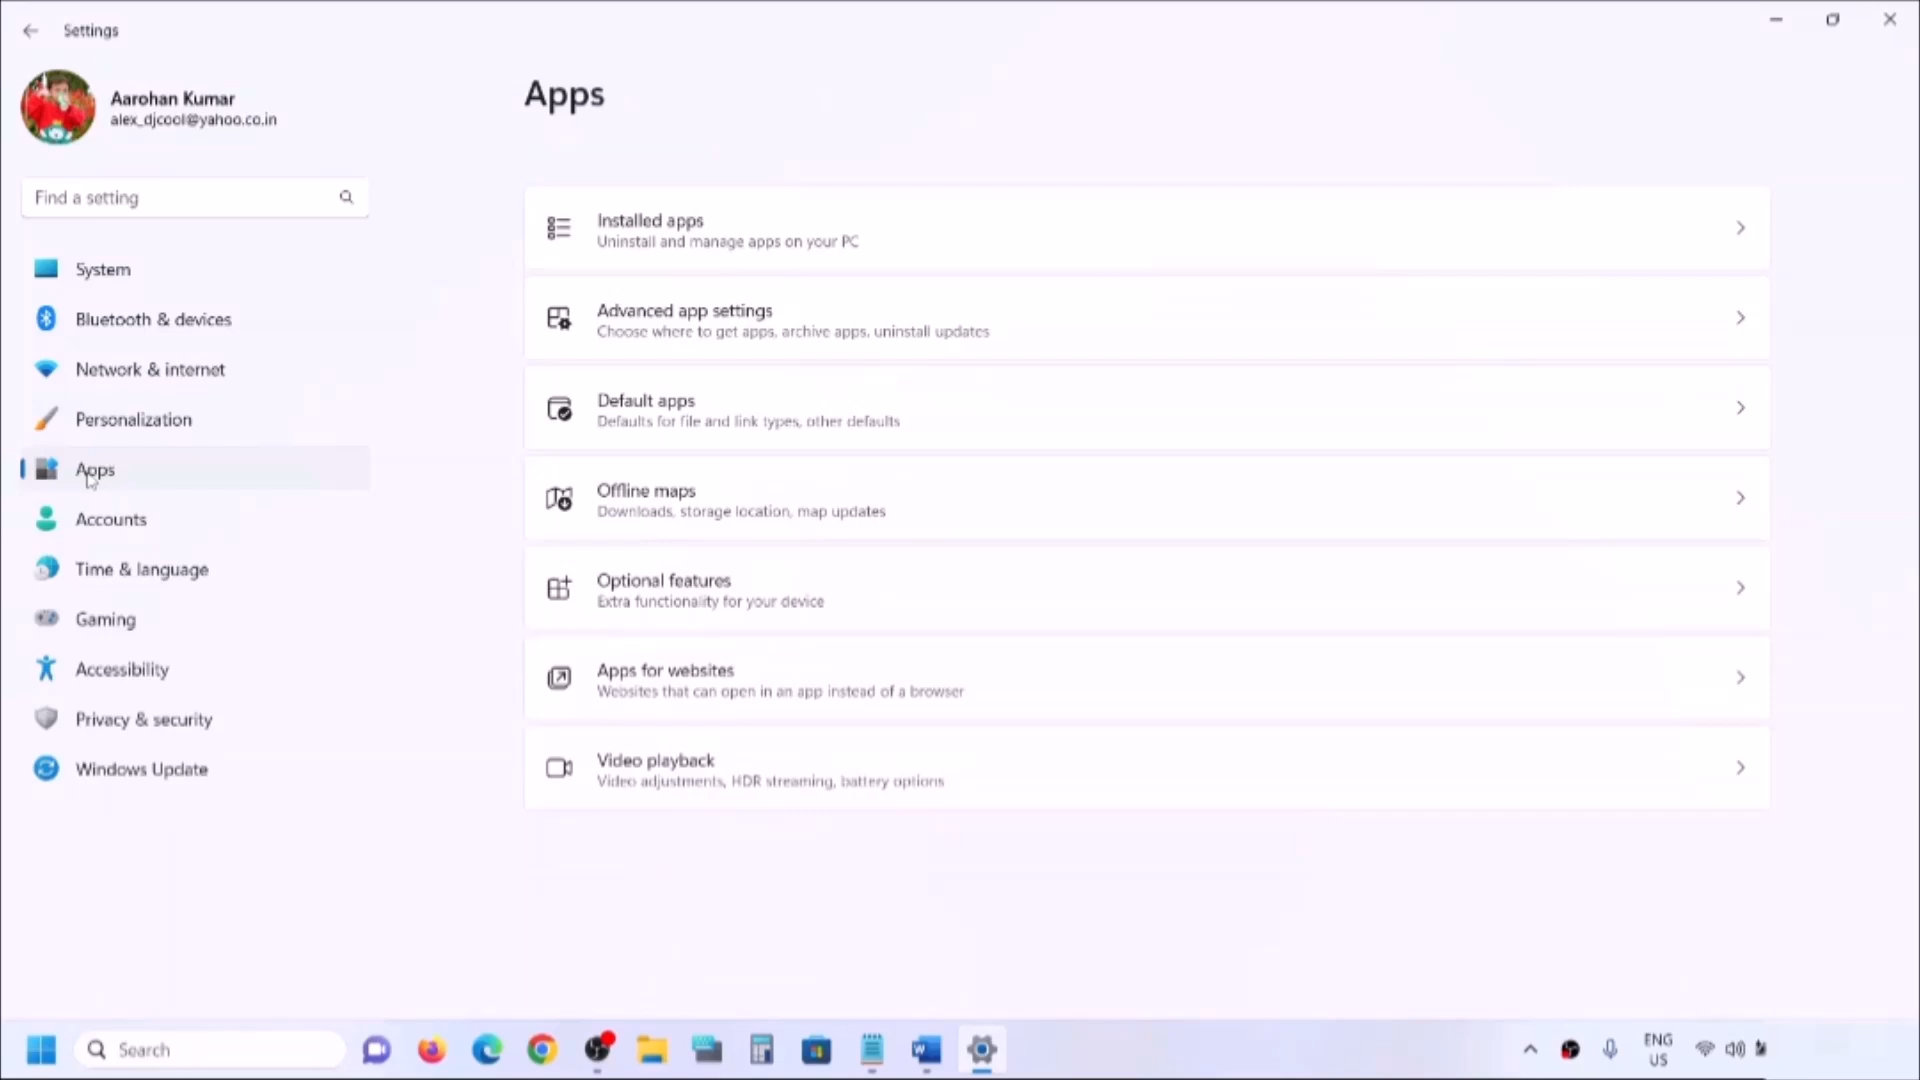 Settings
Aarohan Kumar
alex_djcool@yahoo.co.in
Find a setting
System
Bluetooth & devices
Network & internet
Personalization
Apps
Accounts
Time & language
Gaming
Accessibility
Privacy & security
Windows Update
Apps
Installed apps
Uninstall and manage apps on your PC
Advanced app settings
Choose where to get apps, archive apps, uninstall updates
Default apps
Defaults for file and link types, other defaults
Offline maps
Downloads, storage location, map updates
Optional features
Extra functionality for your device
Apps for websites
Websites that can open in an app instead of a browser
Video playback
Video adjustments, HDR streaming, battery options
Search
W
ENG
US